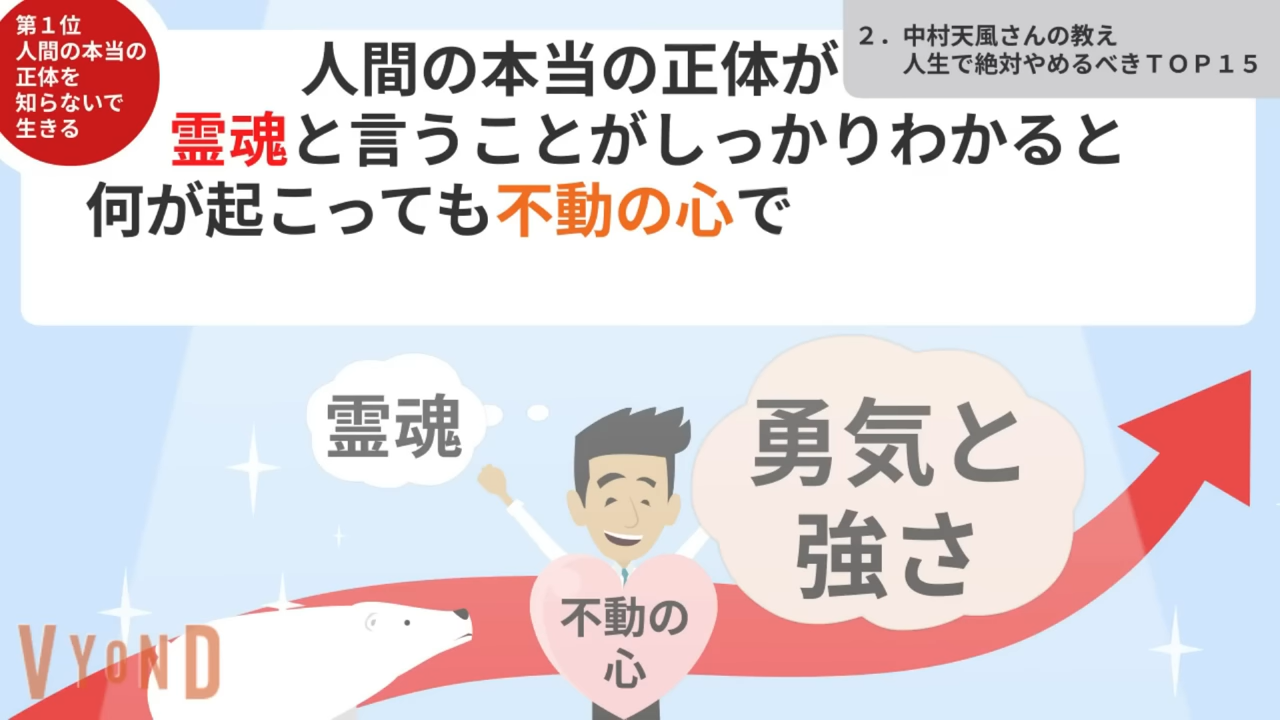 第１位
人間の本当の
正体を
知らないで
生きる
２．中村天風さんの教え
人生で絶対やめるべきＴＯＰ１５
人間の本当の正体が
霊魂と言うことがしっかりわかると
何が起こっても不動の心で
霊魂
勇気と
強さ
不動の
心
VYOND